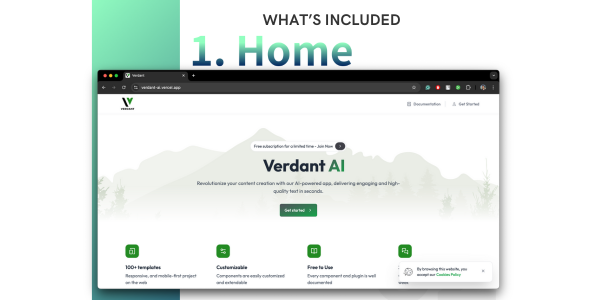 WHAT'S INCLUDED
1. Home
Verdant
verdant-ai.vercel.app
VERDANT
Documentation
Get Started
Free subscription for a limited time - Join Now
Verdant AI
Revolutionize your content creation with our AI-powered app, delivering engaging and high-
quality text in seconds.
Get started
100+ templates
Responsive, and mobile-first project
on the web
Customizable
Components are easily customized
and extendable
Free to Use
Every component and plugin is well
documented
By browsing this website, you
accept our Cookies Policy.